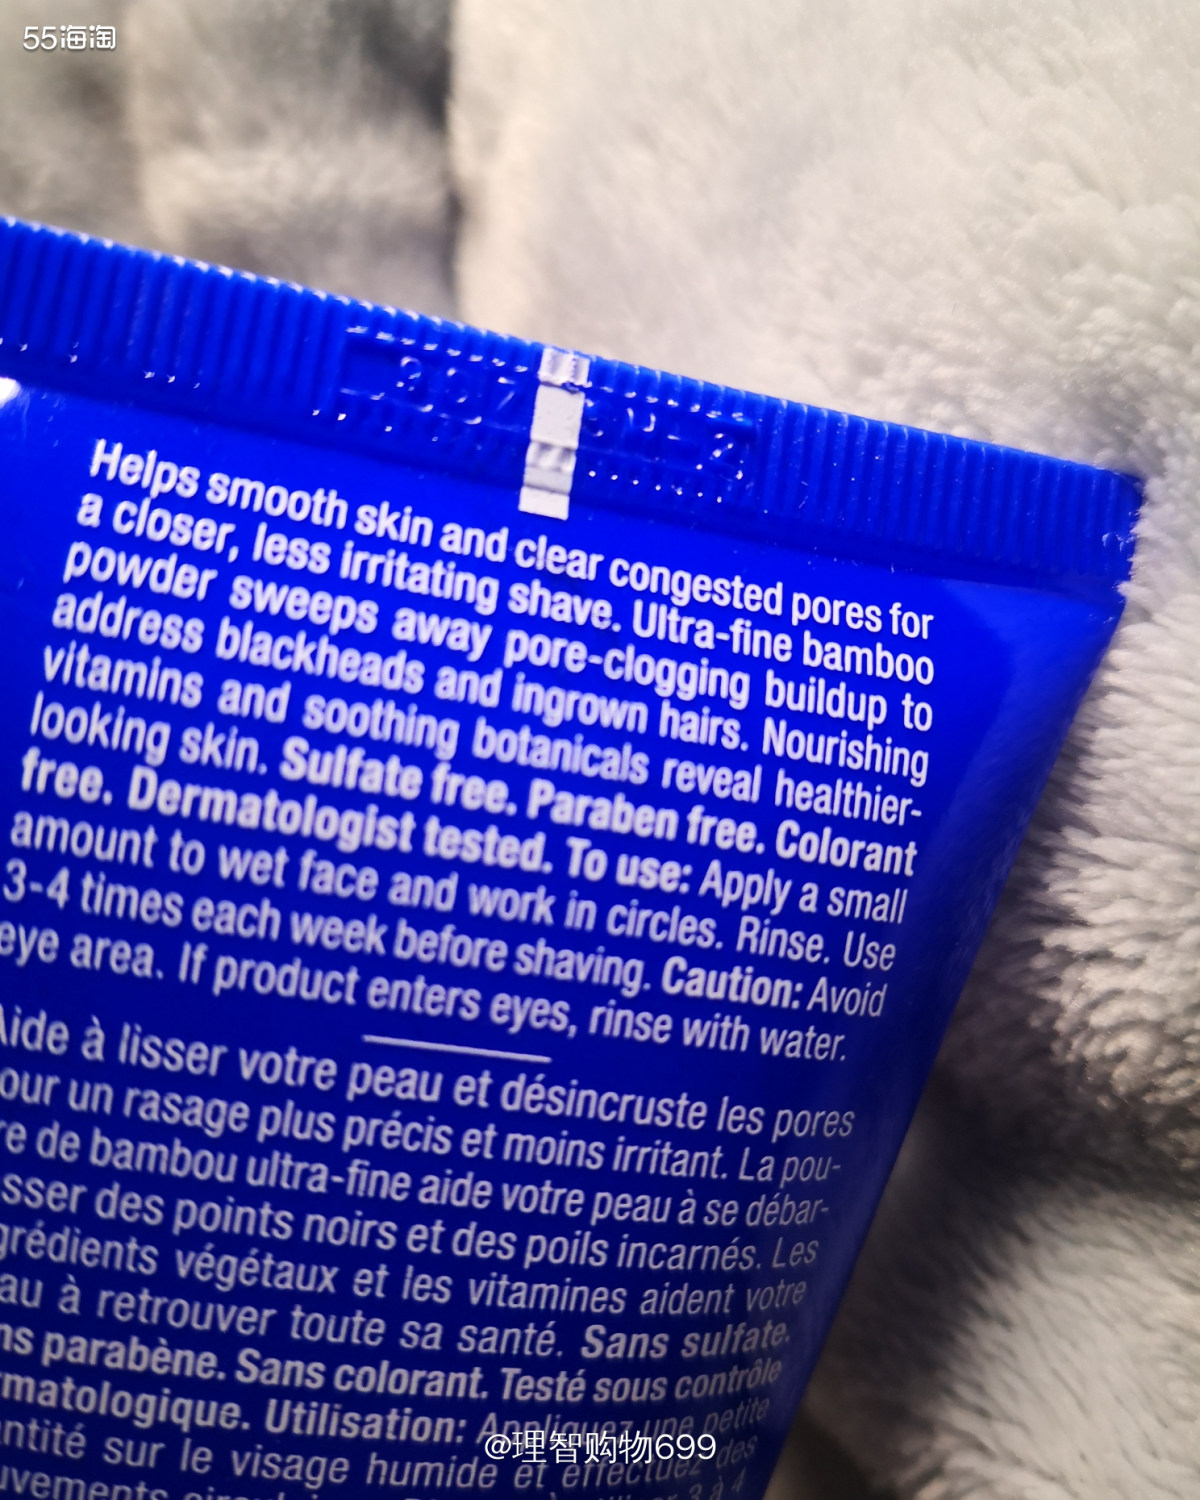 55海淘
Helps smooth skin and clear congested pores for
a closer, less irritating shave. Ultra-fine bamboo
powder sweeps away pore-clogging buildup to
address blackheads and ingrown hairs. Nourishing
vitamins and soothing botanicals reveal healthier-
looking skin. Sulfate free. Paraben free. Colorant
free. Dermatologist tested. To use: Apply a small
amount to wet face and work in circles. Rinse. Use
3-4 times each week before shaving. Caution: Avoid
eye area. If product enters eyes, rinse with water.
Aide à lisser votre peau et désincruste les pores
our un rasage plus précis et moins irritant. La pou-
re de bambou ultra-fine aide votre peau à se débar-
sser des points noirs et des poils incarnés. Les
grédients végétaux et les vitamines aident votre
au à retrouver toute sa santé. Sans sulfate.
ns parabène. Sans colorant. Testé sous contrôle
rmatologique. Utilisation: Appliquez une petite
antité sur le visage humide et effectuez des
@理智购物699